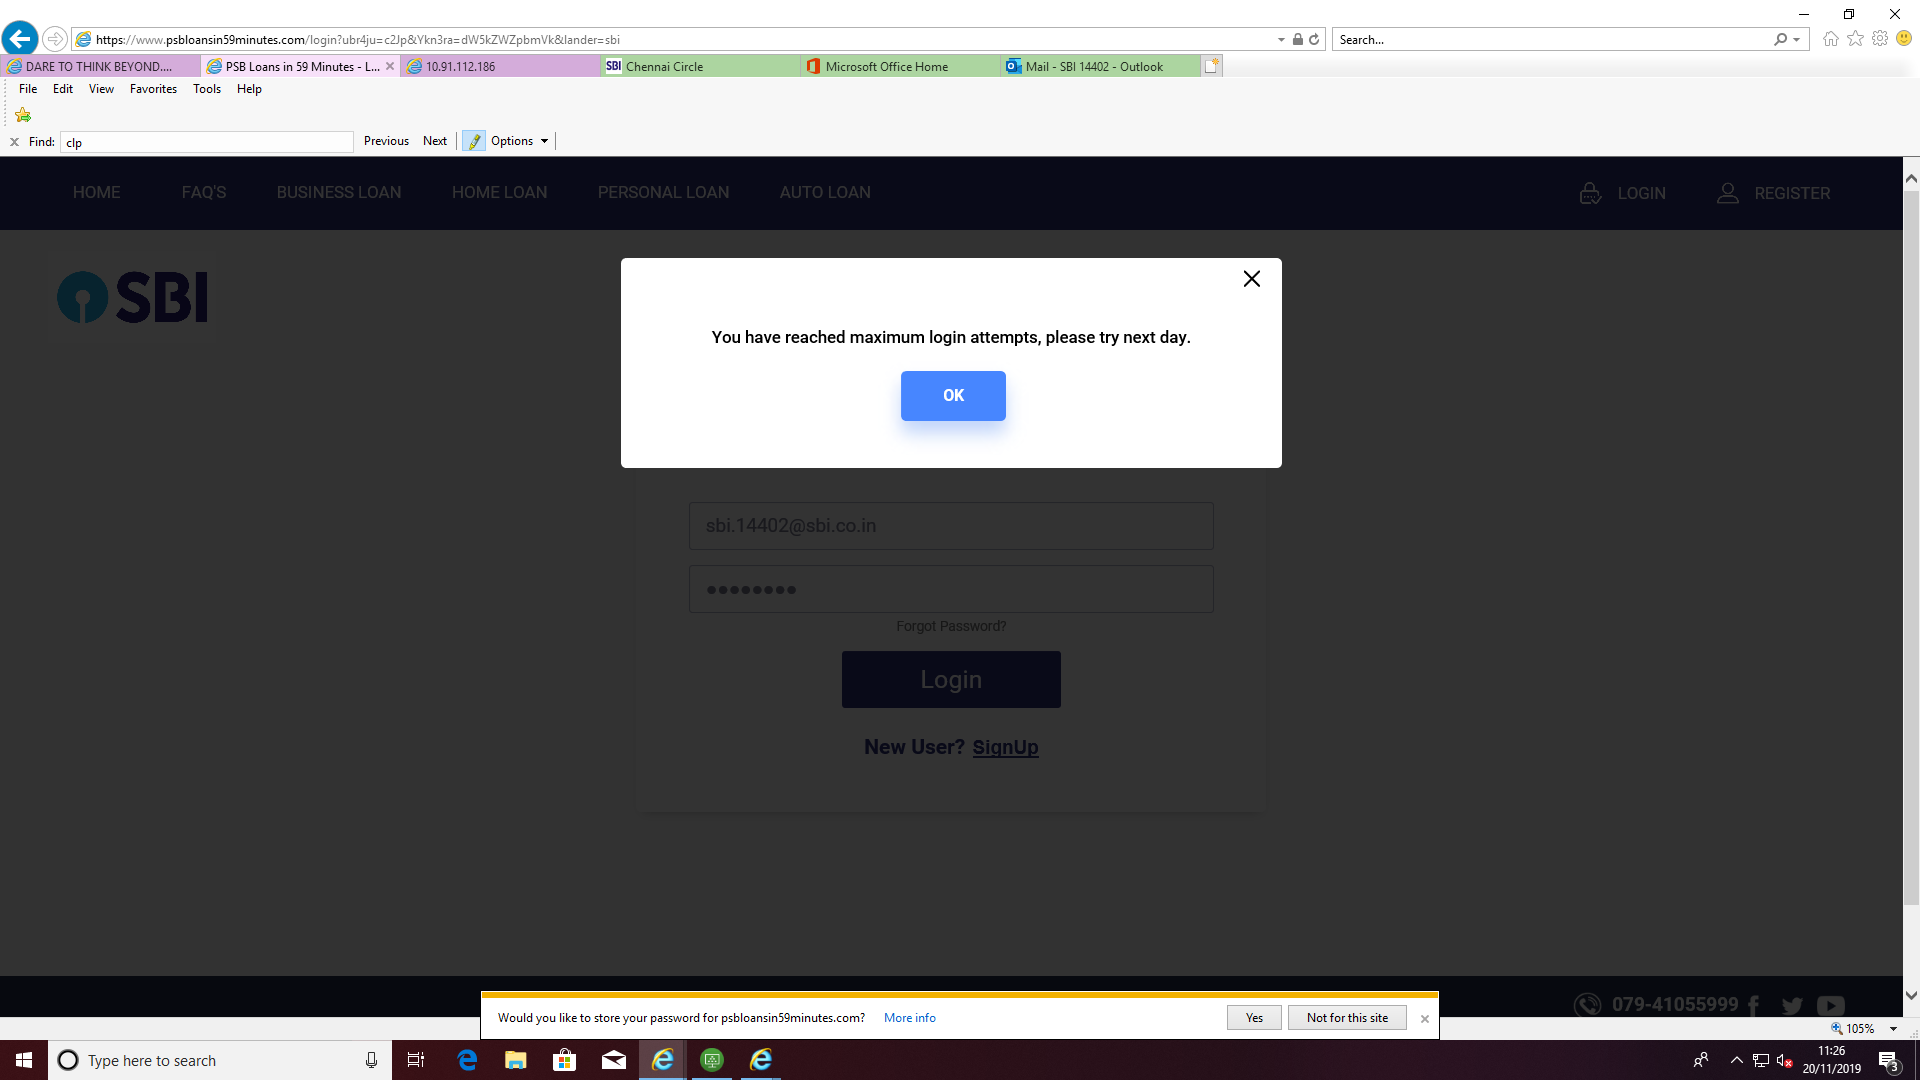 https://www.psbloansin59minutes.com/login?ubr4ju=c2Jp&Ykn3ra=dW5kZWZpbmVk&lander=sbi
Search...
DARE TO THINK BEYOND....
PSB Loans in 59 Minutes - L...
10.91.112.186
SBI Chennai Circle
Microsoft Office Home
Mail - SBI 14402 - Outlook
File Edit View Favorites Tools Help
Find: clp Previous Next Options
HOME FAQ'S BUSINESS LOAN HOME LOAN PERSONAL LOAN AUTO LOAN LOGIN REGISTER
SBI
You have reached maximum login attempts, please try next day.
OK
sbi.14402@sbi.co.in
Forgot Password?
Login
New User? SignUp
079-41055999
Would you like to store your password for psbloansin59minutes.com? More info Yes Not for this site
105%
Type here to search
11:26
20/11/2019
3